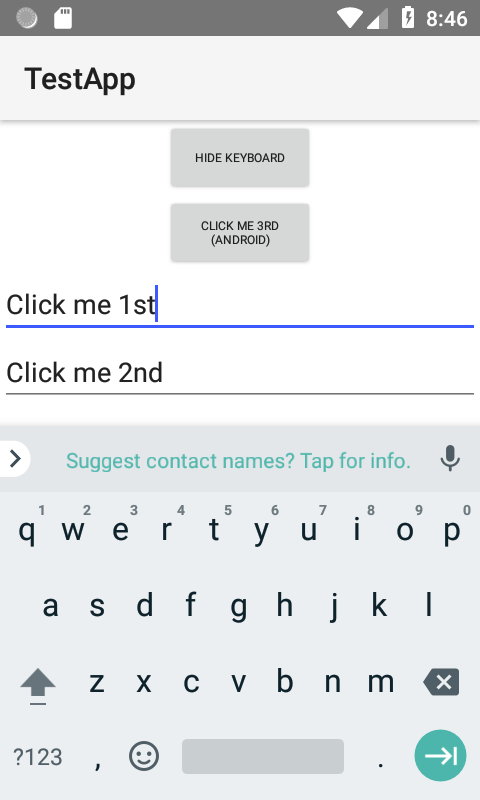 8:46
TestApp
HIDE KEYBOARD
CLICK ME 3RD
(ANDROID)
Click me 1st
Click me 2nd
Suggest contact names? Tap for info.
1 2 3 4 5 6 7 8 9 0
q w e r t y u i o p
a s d f g h j k l
z x c v b n m
?123 , .